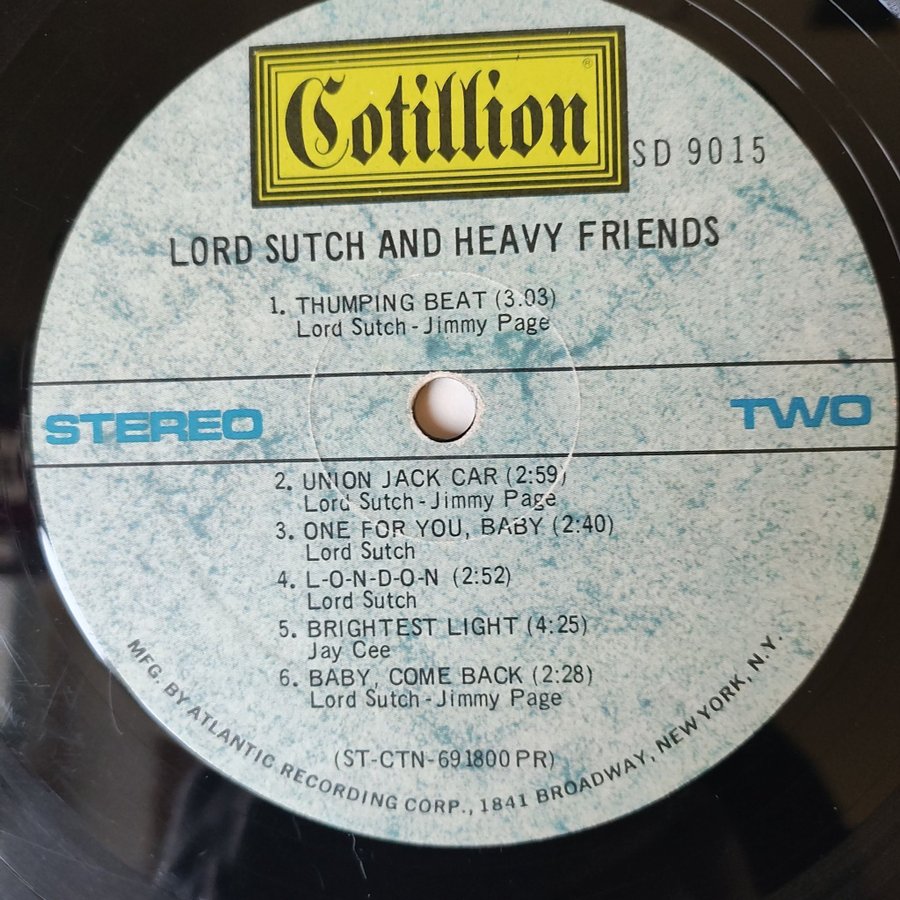 Cotillion®
SD 9015
LORD SUTCH AND HEAVY FRIENDS
1. THUMPING BEAT (3.03)
Lord Sutch - Jimmy Page
STEREO
TWO
2. UNION JACK CAR (2:59)
Lord Sutch - Jimmy Page
3. ONE FOR YOU, BABY (2:40)
Lord Sutch
4. L-O-N-D-O-N (2:52)
Lord Sutch
5. BRIGHTEST LIGHT (4:25)
Jay Cee
6. BABY, COME BACK (2:28)
Lord Sutch - Jimmy Page
(ST-CTN-691800 PR)
MFG. BY ATLANTIC RECORDING CORP., 1841 BROADWAY, NEW YORK, N.Y.